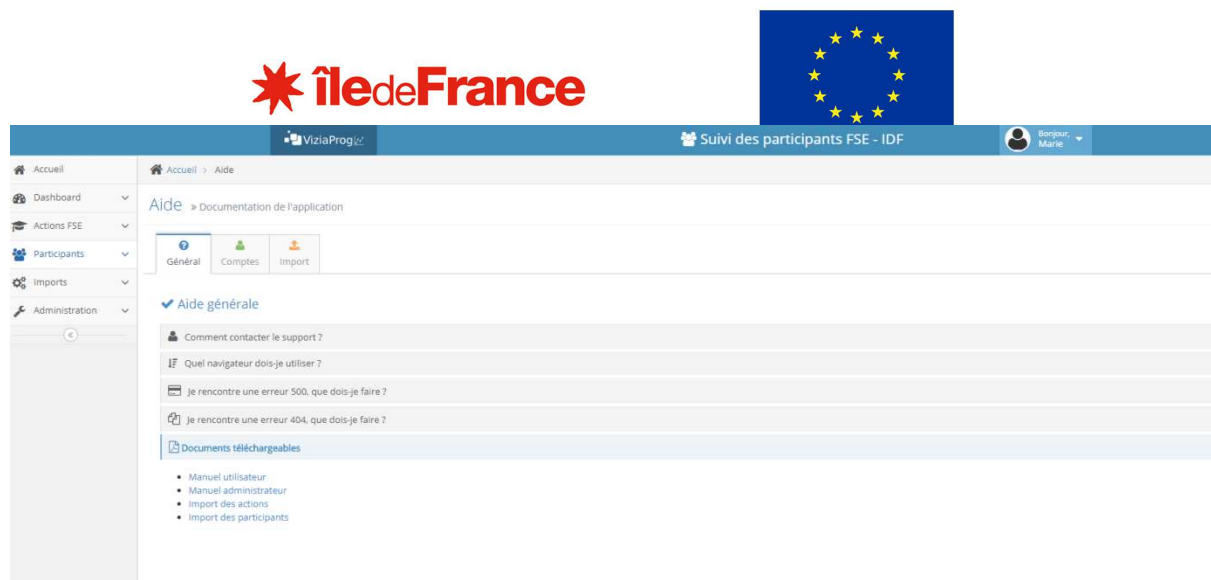 îledeFrance
ViziaProg
Suivi des participants FSE - IDF
Bonjour,
Marie
Accueil
Dashboard
Actions FSE
Participants
Imports
Administration
Accueil > Aide
Aide » Documentation de l'application
Général
Comptes
Import
Aide générale
Comment contacter le support ?
Quel navigateur dois-je utiliser ?
Je rencontre une erreur 500, que dois-je faire ?
Je rencontre une erreur 404, que dois-je faire ?
Documents téléchargeables
• Manuel utilisateur
• Manuel administrateur
• Import des actions
• Import des participants